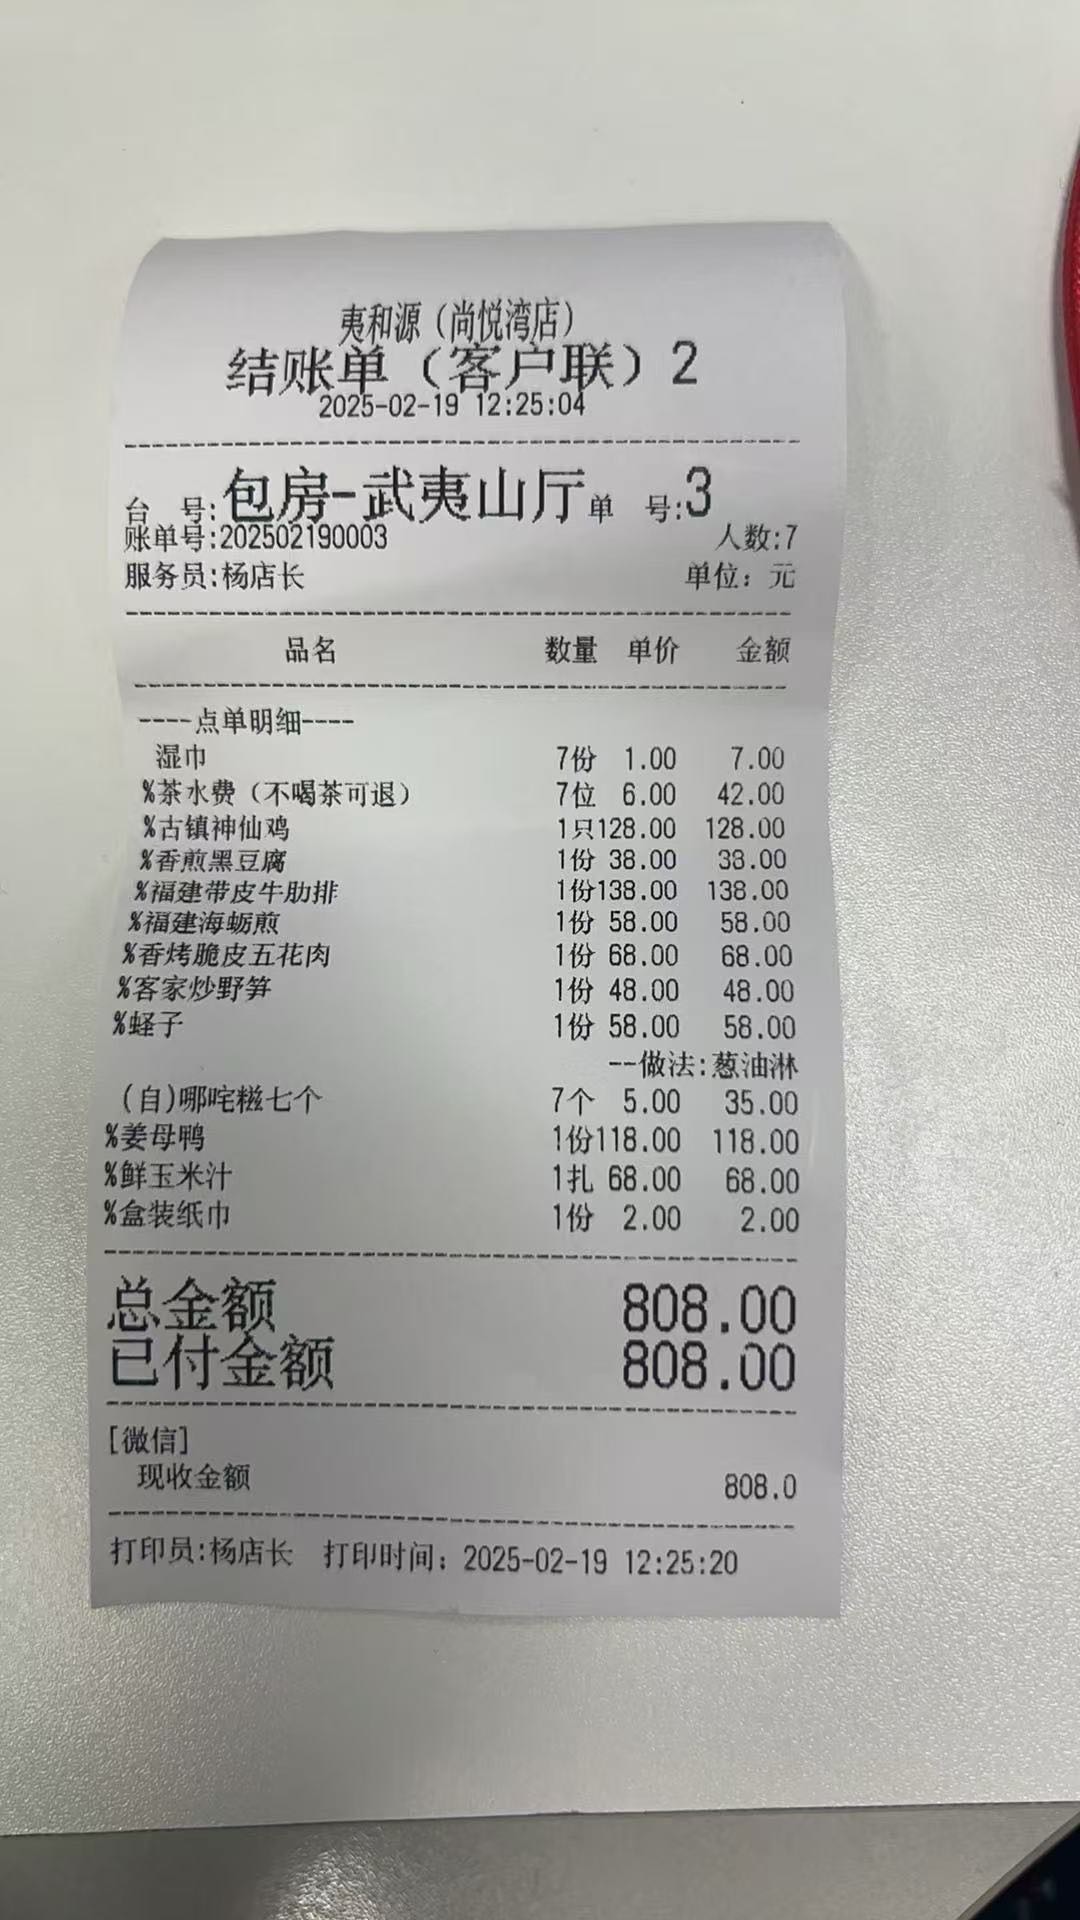 夷和源（尚悦湾店）
结账单（客户联）2
2025-02-19 12:25:04
台 号:包房-武夷山厅 单 号:3
账单号:202502190003 人数:7
服务员:杨店长 单位：元
品名 数量 单价 金额
----点单明细----
湿巾 7份 1.00 7.00
%茶水费（不喝茶可退） 7位 6.00 42.00
%古镇神仙鸡 1只128.00 128.00
%香煎黑豆腐 1份 38.00 38.00
%福建带皮牛肋排 1份138.00 138.00
%福建海蛎煎 1份 58.00 58.00
%香烤脆皮五花肉 1份 68.00 68.00
%客家炒野笋 1份 48.00 48.00
%蛏子 1份 58.00 58.00
--做法:葱油淋
(自)哪咤糍七个 7个 5.00 35.00
%姜母鸭 1份118.00 118.00
%鲜玉米汁 1扎 68.00 68.00
%盒装纸巾 1份 2.00 2.00
总金额 808.00
已付金额 808.00
[微信]
现收金额 808.0
打印员:杨店长 打印时间：2025-02-19 12:25:20